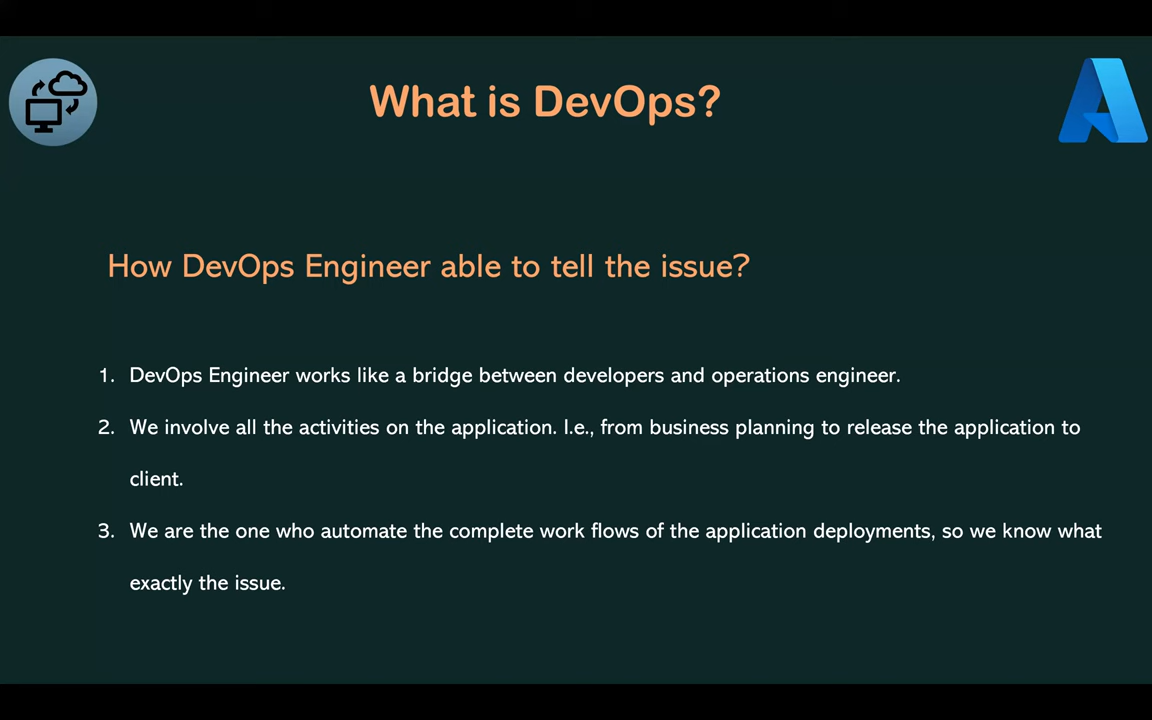 What is DevOps?
How DevOps Engineer able to tell the issue?
1. DevOps Engineer works like a bridge between developers and operations engineer.
2. We involve all the activities on the application. I.e., from business planning to release the application to
client.
3. We are the one who automate the complete work flows of the application deployments, so we know what
exactly the issue.